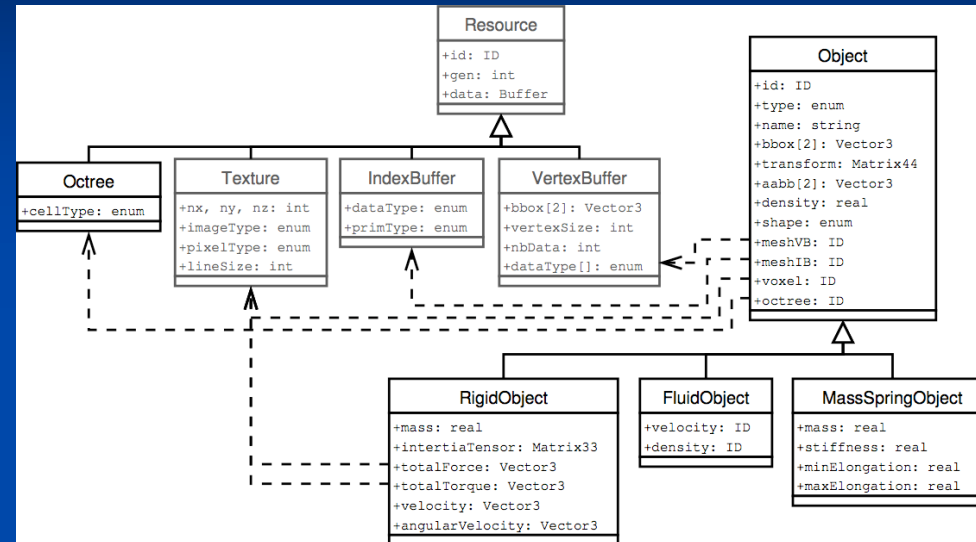 Resource
+id: ID
+gen: int
+data: Buffer
Object
+id: ID
+type: enum
+name: string
+bbox[2]: Vector3
+transform: Matrix44
+aabb[2]: Vector3
+density: real
+shape: enum
+meshVB: ID
+meshIB: ID
+voxel: ID
+octree: ID
Octree
+cellType: enum
Texture
+nx, ny, nz: int
+imageType: enum
+pixelType: enum
+lineSize: int
IndexBuffer
+dataType: enum
+primType: enum
VertexBuffer
+bbox[2]: Vector3
+vertexSize: int
+nbData: int
+dataType[]: enum
RigidObject
+mass: real
+intertiaTensor: Matrix33
+totalForce: Vector3
+totalTorque: Vector3
+velocity: Vector3
+angularVelocity: Vector3
FluidObject
+velocity: ID
+density: ID
MassSpringObject
+mass: real
+stiffness: real
+minElongation: real
+maxElongation: real